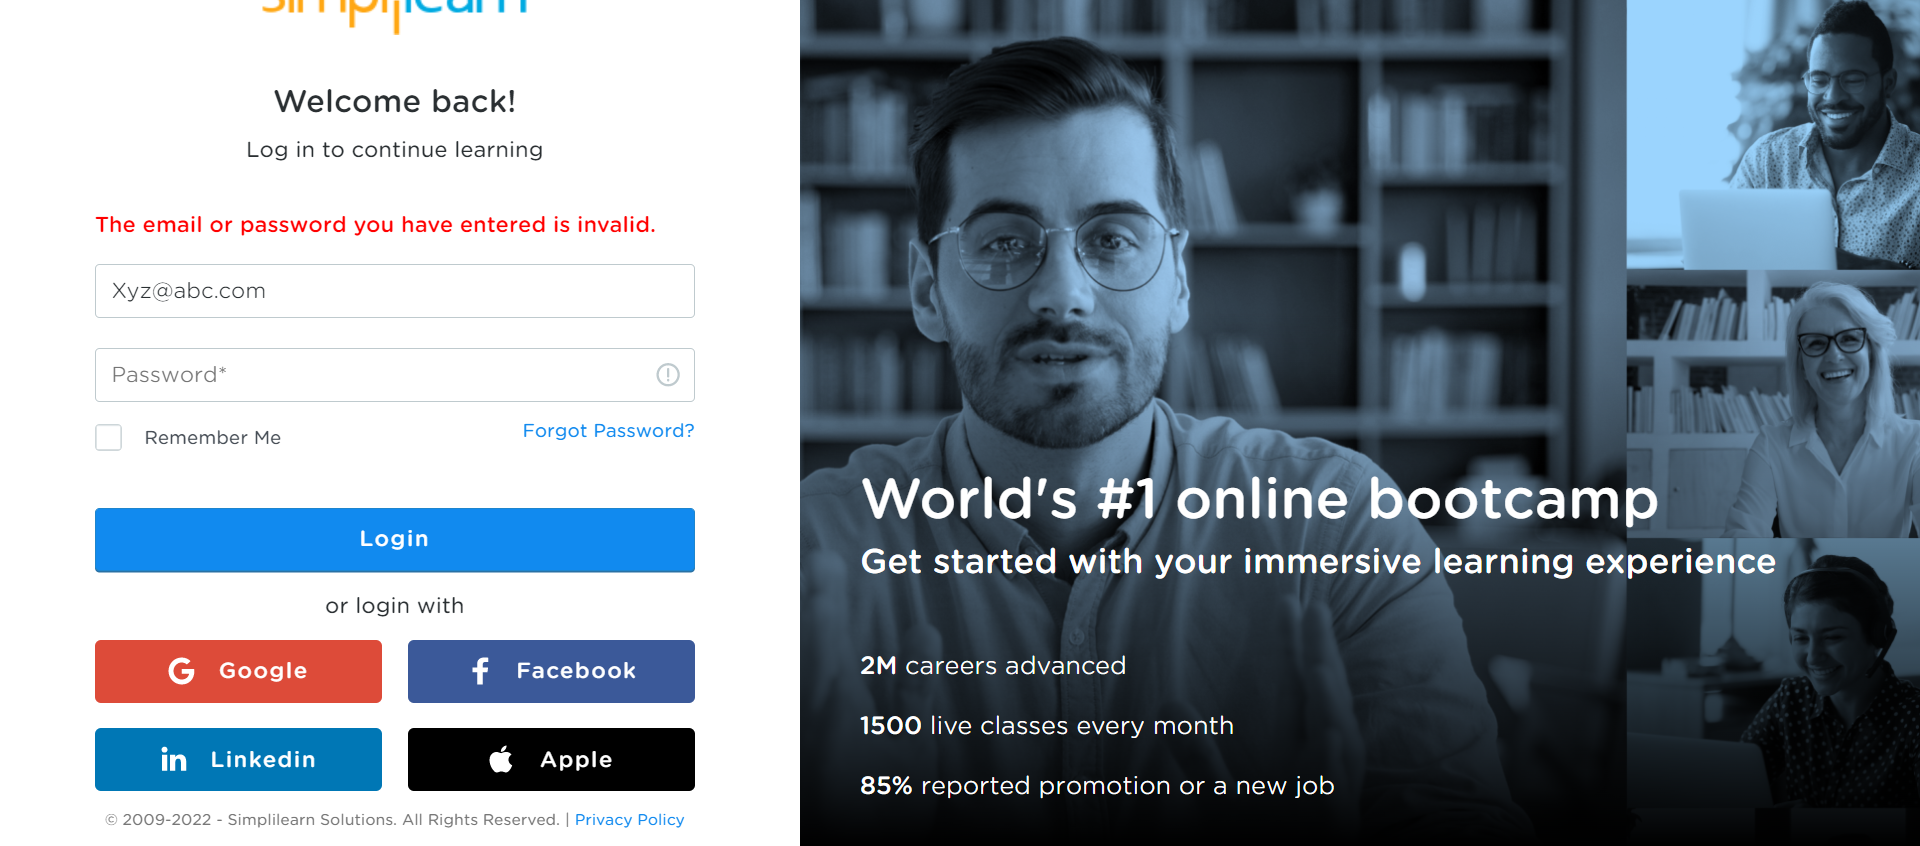 simplilearn
Welcome back!
Log in to continue learning
The email or password you have entered is invalid.
Xyz@abc.com
Password*
Remember Me
Forgot Password?
Login
or login with
Google
Facebook
Linkedin
Apple
© 2009-2022 - Simplilearn Solutions. All Rights Reserved. | Privacy Policy
World's #1 online bootcamp
Get started with your immersive learning experience
2M careers advanced
1500 live classes every month
85% reported promotion or a new job